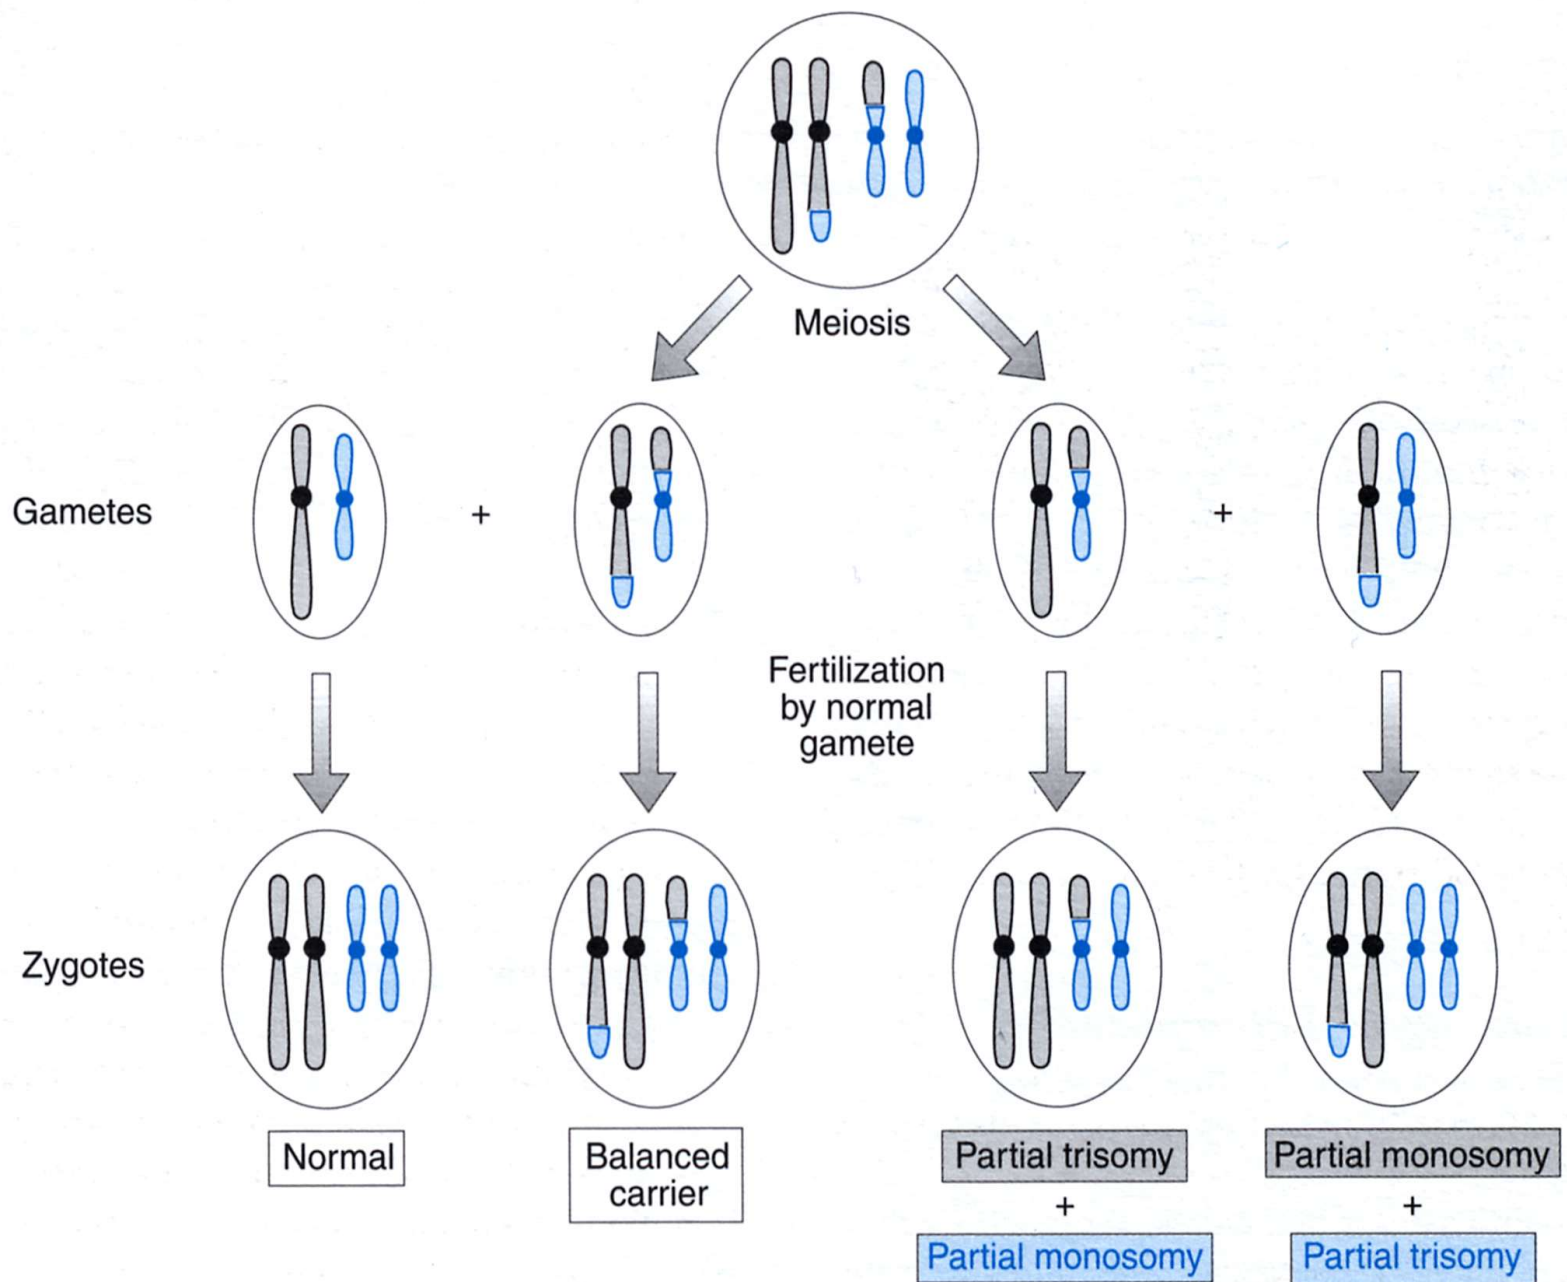 Meiosis
Gametes
+
+
Fertilization
by normal
gamete
Zygotes
Normal
Balanced
carrier
Partial trisomy
+
Partial monosomy
Partial monosomy
+
Partial trisomy